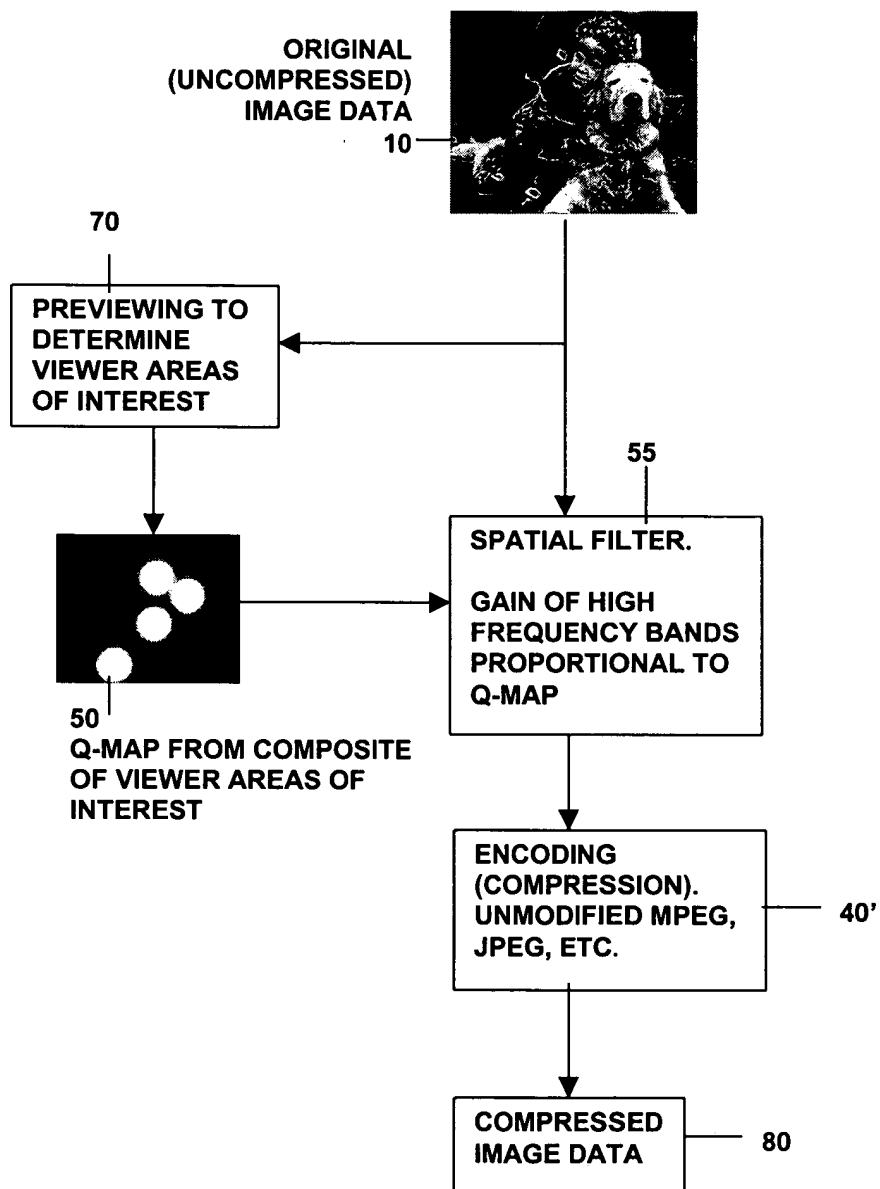 ORIGINAL
(UNCOMPRESSED)
IMAGE DATA
10
70
PREVIEWING TO
DETERMINE
VIEWER AREAS
OF INTEREST
55
SPATIAL FILTER.
GAIN OF HIGH
FREQUENCY BANDS
PROPORTIONAL TO
Q-MAP
50
Q-MAP FROM COMPOSITE
OF VIEWER AREAS OF
INTEREST
ENCODING
(COMPRESSION).
UNMODIFIED MPEG,
JPEG, ETC.
40'
COMPRESSED
IMAGE DATA
80